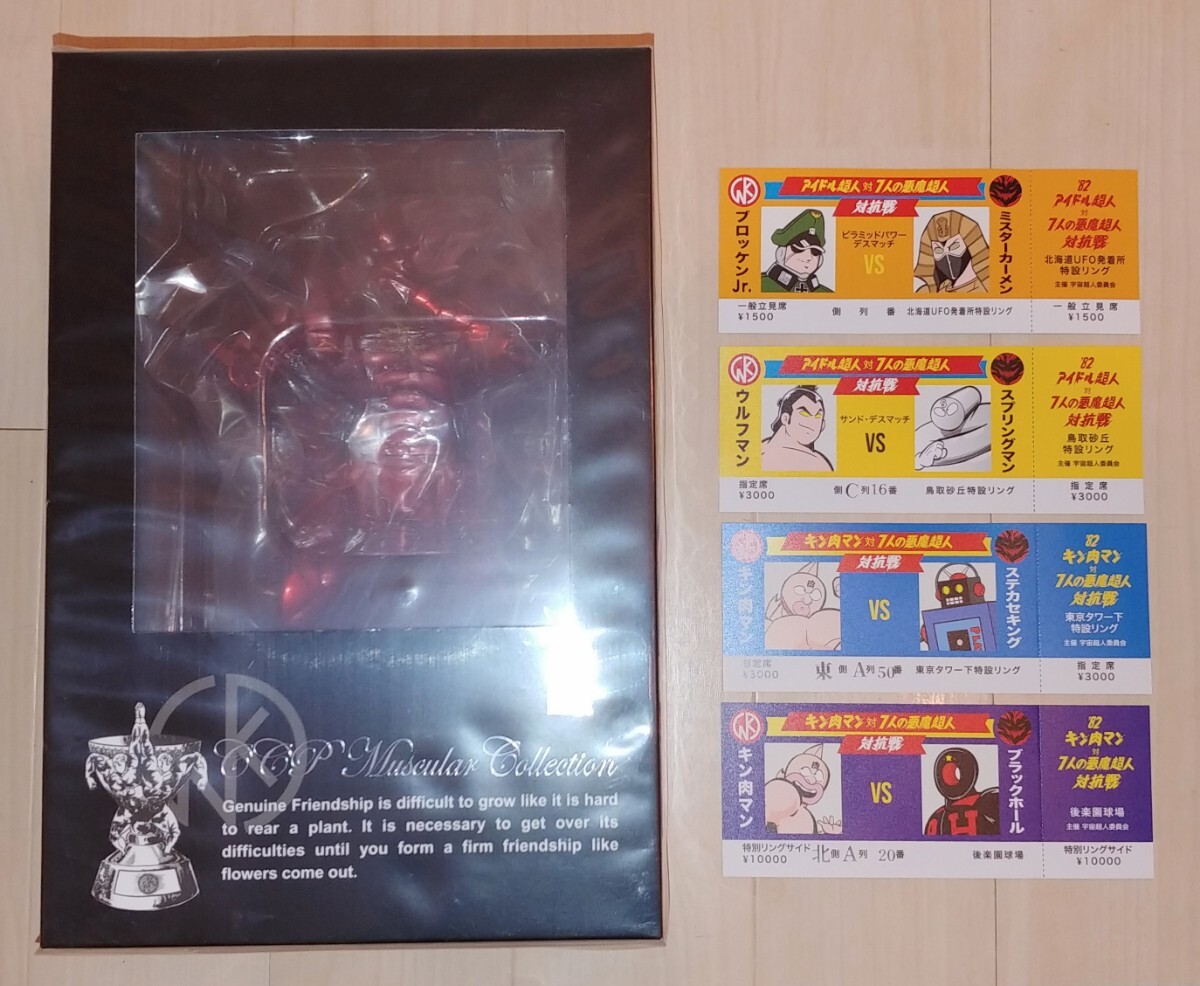 CCP Muscular Collection
Genuine Friendship is difficult to grow like it is hard
to rear a plant. It is necessary to get over its
difficulties until you form a firm friendship like
flowers come out.
アイドル超人対7人の悪魔超人
対抗戦
ブロッケンJr.
ピラミッドパワー
デスマッチ
VS
ミスターカーメン
一般立見席
¥1500
側 列 番 北海道UFO発着所特設リング
'82
アイドル超人
対
7人の悪魔超人
対抗戦
北海道UFO発着所
特設リング
主催 宇宙超人委員会
一般立見席
¥1500
アイドル超人対7人の悪魔超人
対抗戦
ウルフマン
サンド・デスマッチ
VS
スプリングマン
指定席
¥3000
側C列16番 鳥取砂丘特設リング
'82
アイドル超人
対
7人の悪魔超人
対抗戦
鳥取砂丘
特設リング
主催 宇宙超人委員会
指定席
¥3000
キン肉マン対7人の悪魔超人
対抗戦
キン肉マン
VS
ステカセキング
指定席
¥3000
東側A列50番 東京タワー下特設リング
'82
キン肉マン
対
7人の悪魔超人
対抗戦
東京タワー下
特設リング
主催 宇宙超人委員会
指定席
¥3000
キン肉マン対7人の悪魔超人
対抗戦
キン肉マン
VS
ブラックホール
H
特別リングサイド
¥10000
北側A列 20番 後楽園球場
'82
キン肉マン
対
7人の悪魔超人
対抗戦
後楽園球場
主催 宇宙超人委員会
特別リングサイド
¥10000